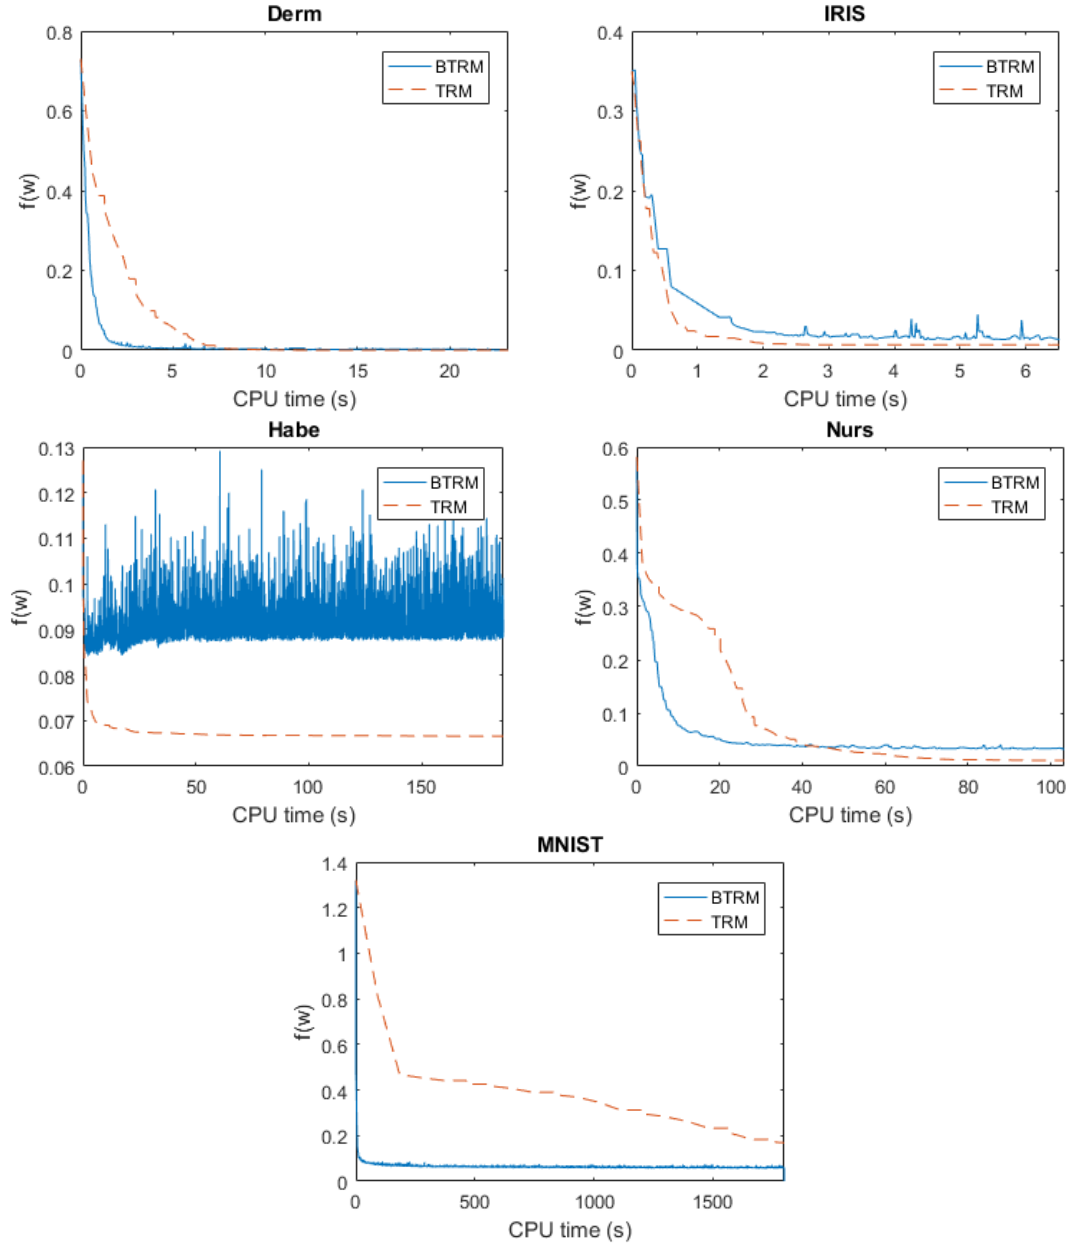 Derm
0.8
0.6
0.4
0.2
0
f(w)
BTRM
TRM
0 5 10 15 20
CPU time (s)
IRIS
0.4
0.3
0.2
0.1
0
f(w)
BTRM
TRM
0 1 2 3 4 5 6
CPU time (s)
Habe
0.13
0.12
0.11
0.1
0.09
0.08
0.07
0.06
f(w)
BTRM
TRM
0 50 100 150
CPU time (s)
Nurs
0.6
0.5
0.4
0.3
0.2
0.1
0
f(w)
BTRM
TRM
0 20 40 60 80 100
CPU time (s)
MNIST
1.4
1.2
1
0.8
0.6
0.4
0.2
0
f(w)
BTRM
TRM
0 500 1000 1500
CPU time (s)